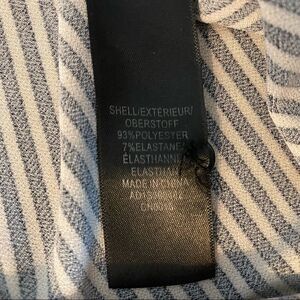 SHELL/EXTÉRIEUR/
OBERSTOFF
93%POLYESTER
7%ELASTANE/
ÉLASTHANNE/
ELASTHAN
MADE IN CHINA